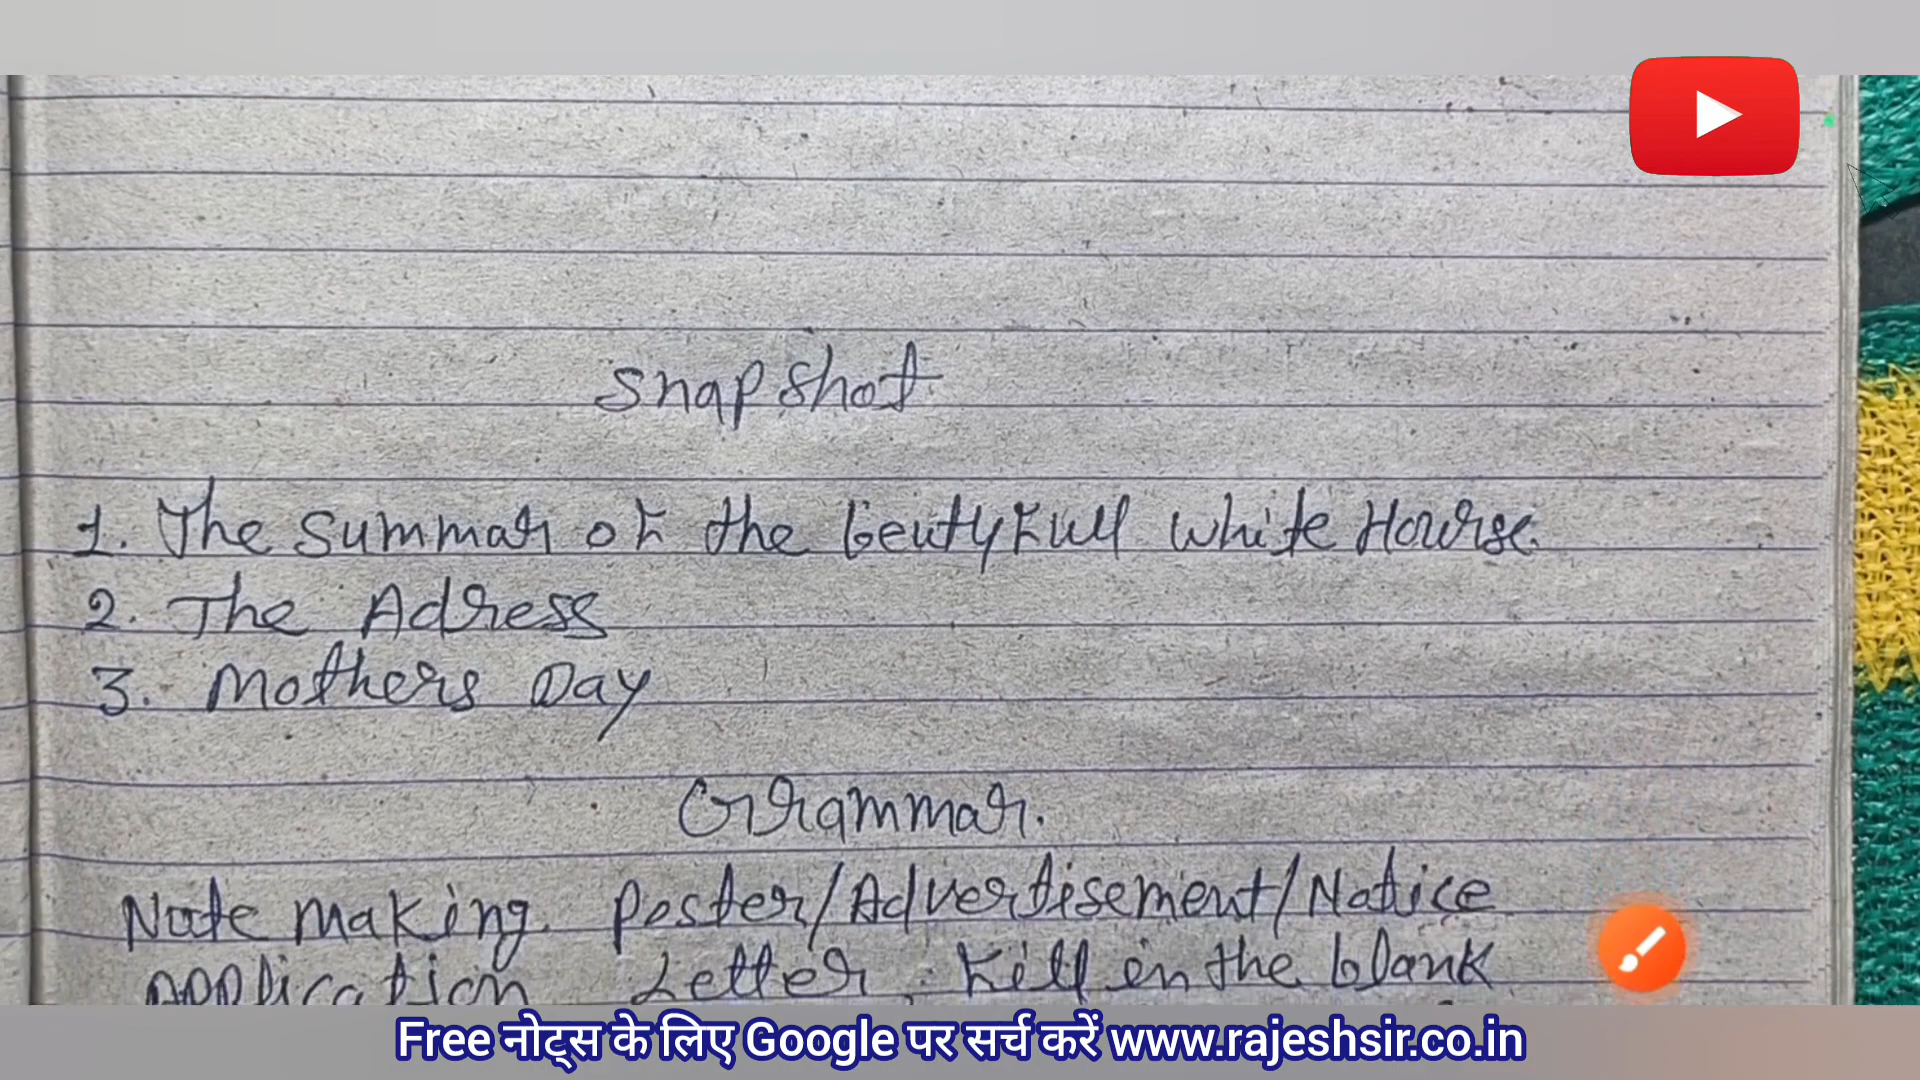 Snapshot
1. The Summar of the beutyfull white Hourse.
2. The Adress
3. Mothers Day
Grammar.
Note making. Poster/Advertisement/Notice
Application Letter, Fill in the blank
Free नोट्स के लिए Google पर सर्च करें www.rajeshsir.co.in